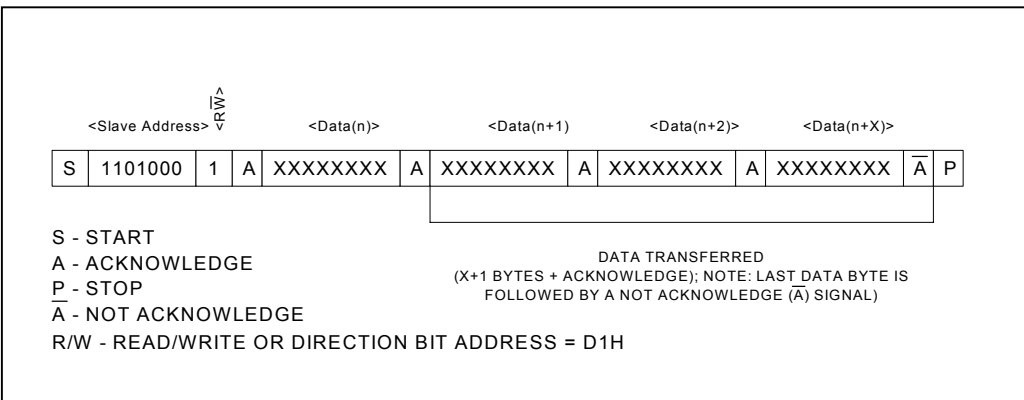 <Slave Address> <RW̅> <Data(n)> <Data(n+1) <Data(n+2)> <Data(n+X)>
S 1101000 1 A XXXXXXXX A XXXXXXXX A XXXXXXXX A XXXXXXXX A̅ P
S - START
A - ACKNOWLEDGE
P - STOP
A̅ - NOT ACKNOWLEDGE
R/W - READ/WRITE OR DIRECTION BIT ADDRESS = D1H
DATA TRANSFERRED
(X+1 BYTES + ACKNOWLEDGE); NOTE: LAST DATA BYTE IS
FOLLOWED BY A NOT ACKNOWLEDGE (A̅) SIGNAL)